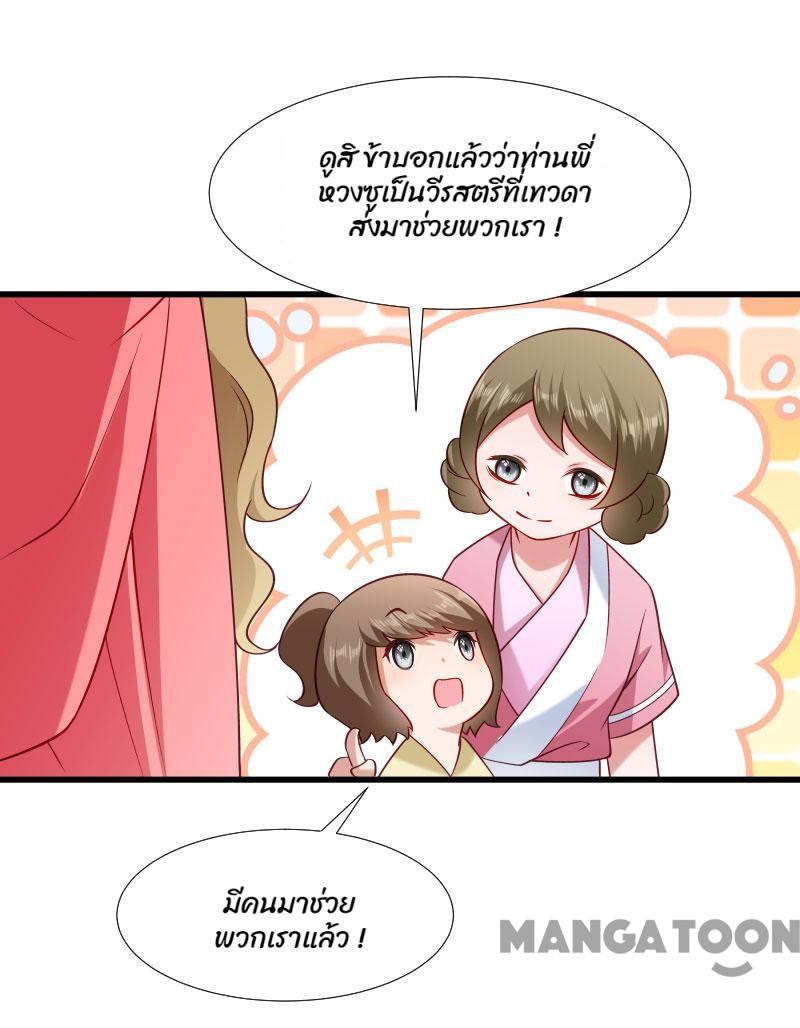 ดูสิ ข้าบอกแล้วว่าท่านพี่
หวงซูเป็นวีรสตรีที่เทวดา
ส่งมาช่วยพวกเรา !
มีคนมาช่วย
พวกเราแล้ว !
MANGATOON